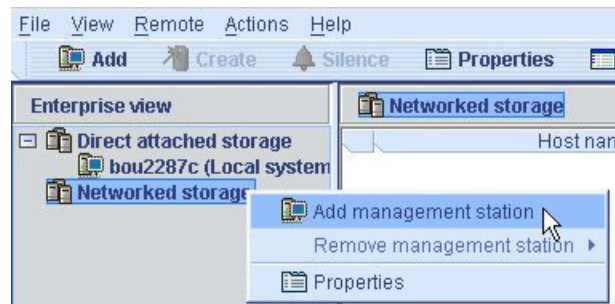 File View Remote Actions Help
Add Create Silence Properties
Enterprise view
Networked storage
Direct attached storage
Host nam
bou2287c (Local system
Networked storage
Add management station
Remove management station
Properties